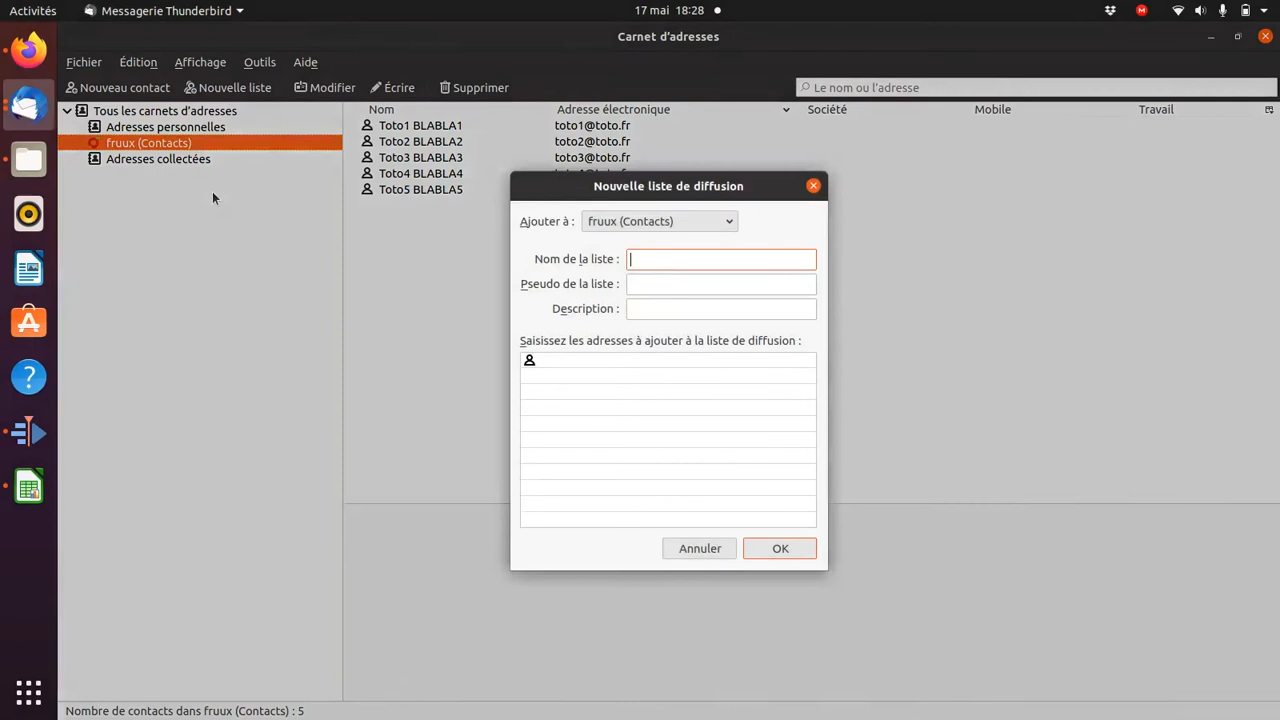 Activités
Messagerie Thunderbird
17 mai 18:28
Carnet d'adresses
Fichier Édition Affichage Outils Aide
Nouveau contact Nouvelle liste Modifier Écrire Supprimer
Le nom ou l'adresse
Tous les carnets d'adresses
Adresses personnelles
fruux (Contacts)
Adresses collectées
Nom Adresse électronique Société Mobile Travail
Toto1 BLABLA1 toto1@toto.fr
Toto2 BLABLA2 toto2@toto.fr
Toto3 BLABLA3 toto3@toto.fr
Toto4 BLABLA4
Toto5 BLABLA5
Nouvelle liste de diffusion
Ajouter à : fruux (Contacts)
Nom de la liste :
Pseudo de la liste :
Description :
Saisissez les adresses à ajouter à la liste de diffusion :
Annuler OK
Nombre de contacts dans fruux (Contacts) : 5